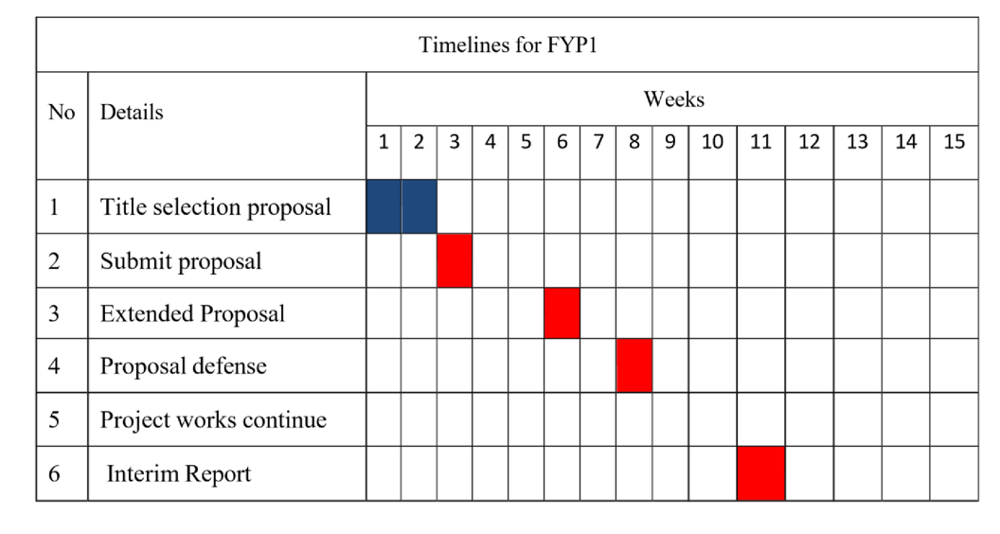 Timelines for FYP1
No Details Weeks
1 2 3 4 5 6 7 8 9 10 11 12 13 14 15
1 Title selection proposal
2 Submit proposal
3 Extended Proposal
4 Proposal defense
5 Project works continue
6 Interim Report